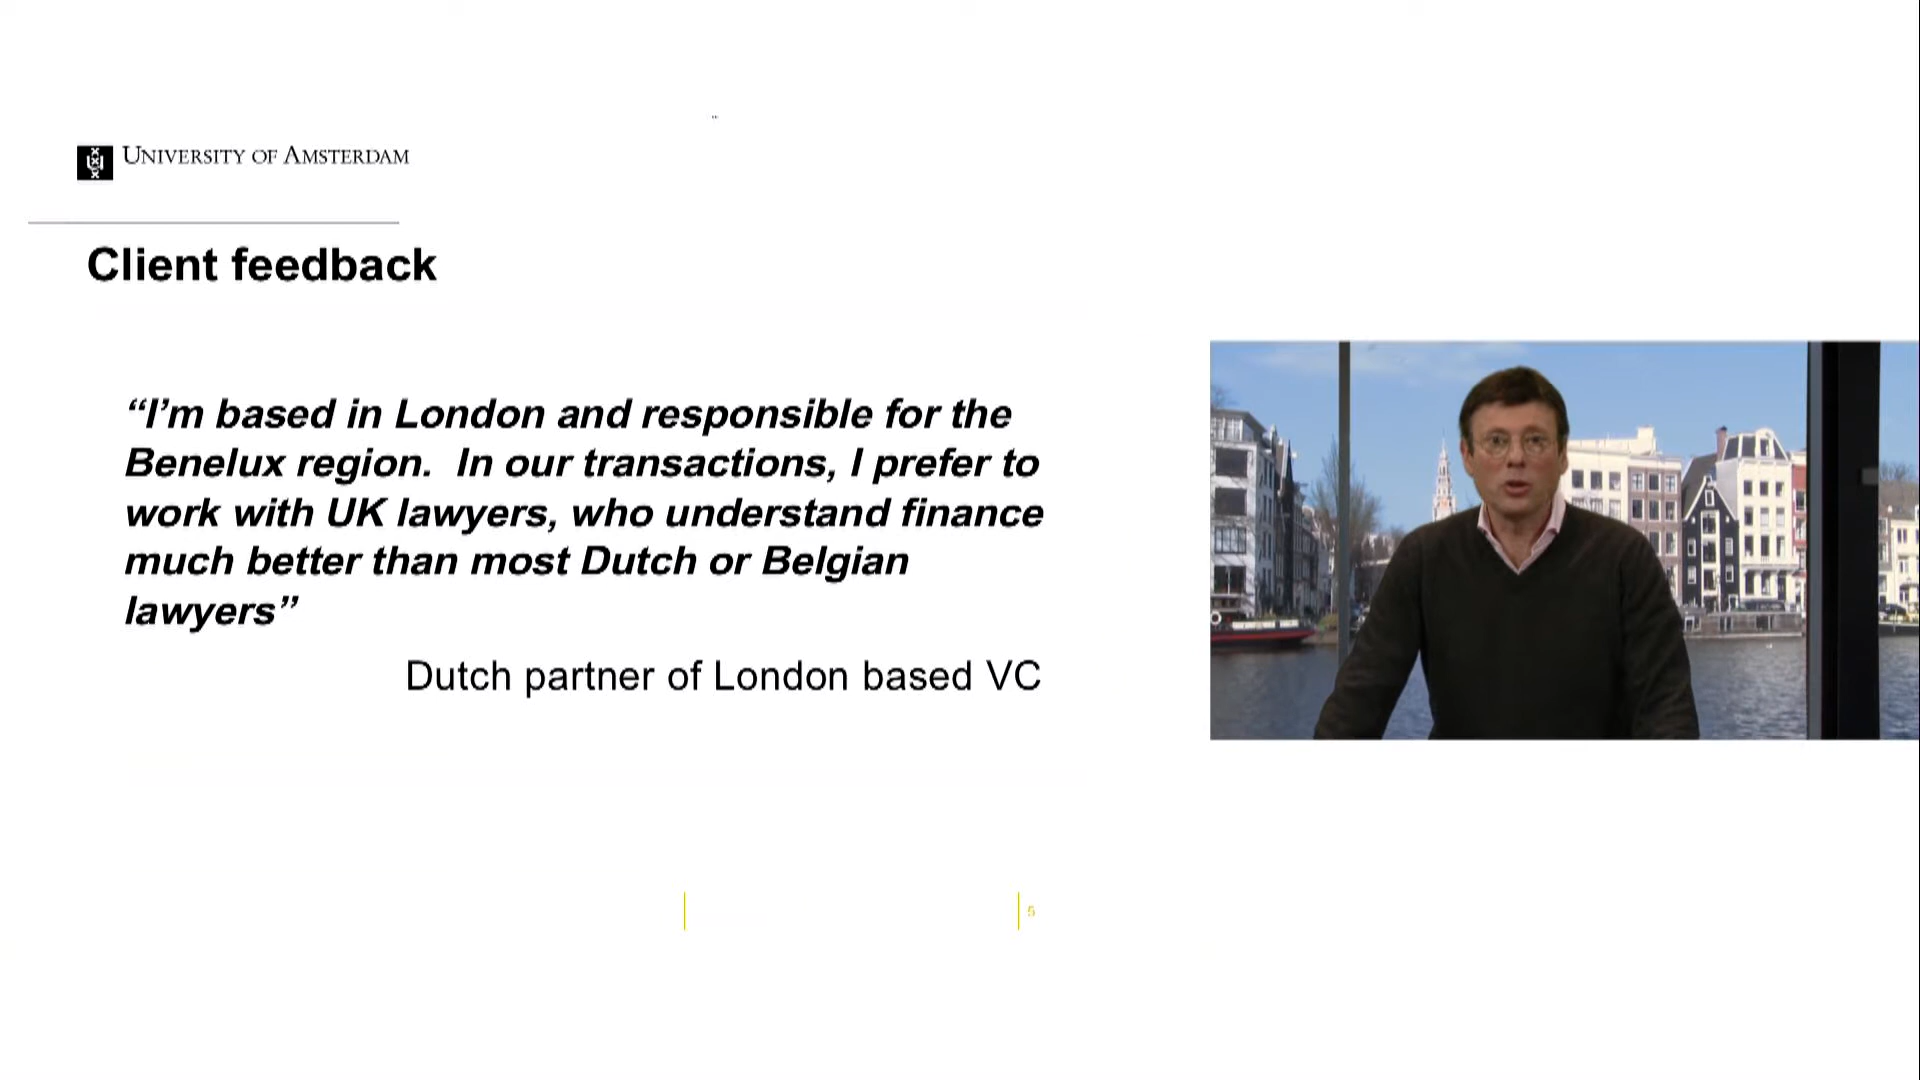 UNIVERSITY OF AMSTERDAM
Client feedback
“I’m based in London and responsible for the
Benelux region.  In our transactions, I prefer to
work with UK lawyers, who understand finance
much better than most Dutch or Belgian
lawyers”
Dutch partner of London based VC
5